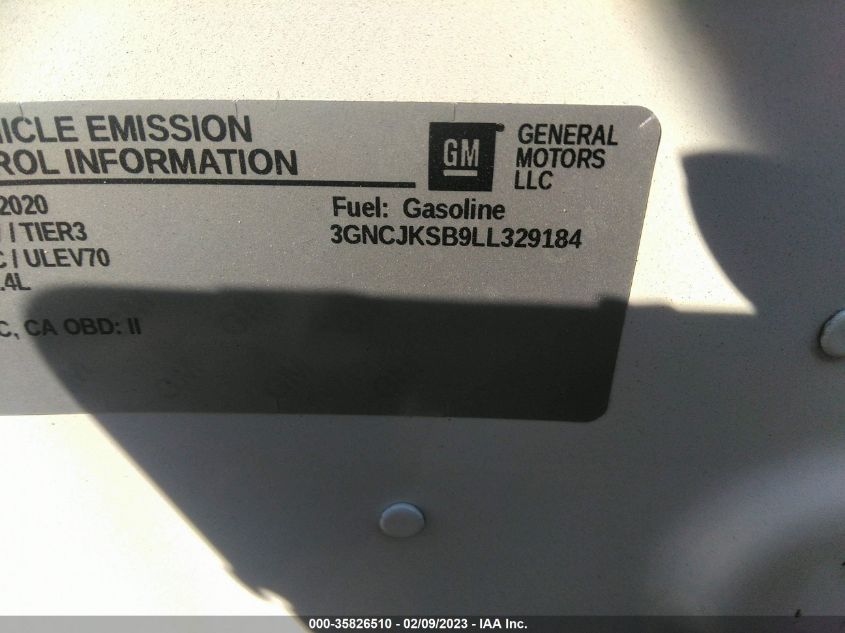 HICLE EMISSION
ROL INFORMATION
GM
GENERAL
MOTORS
LLC
2020
/ TIER3
C / ULEV70
.4L
C, CA OBD: II
Fuel: Gasoline
3GNCJKSB9LL329184
000-35826510 - 02/09/2023 - IAA Inc.